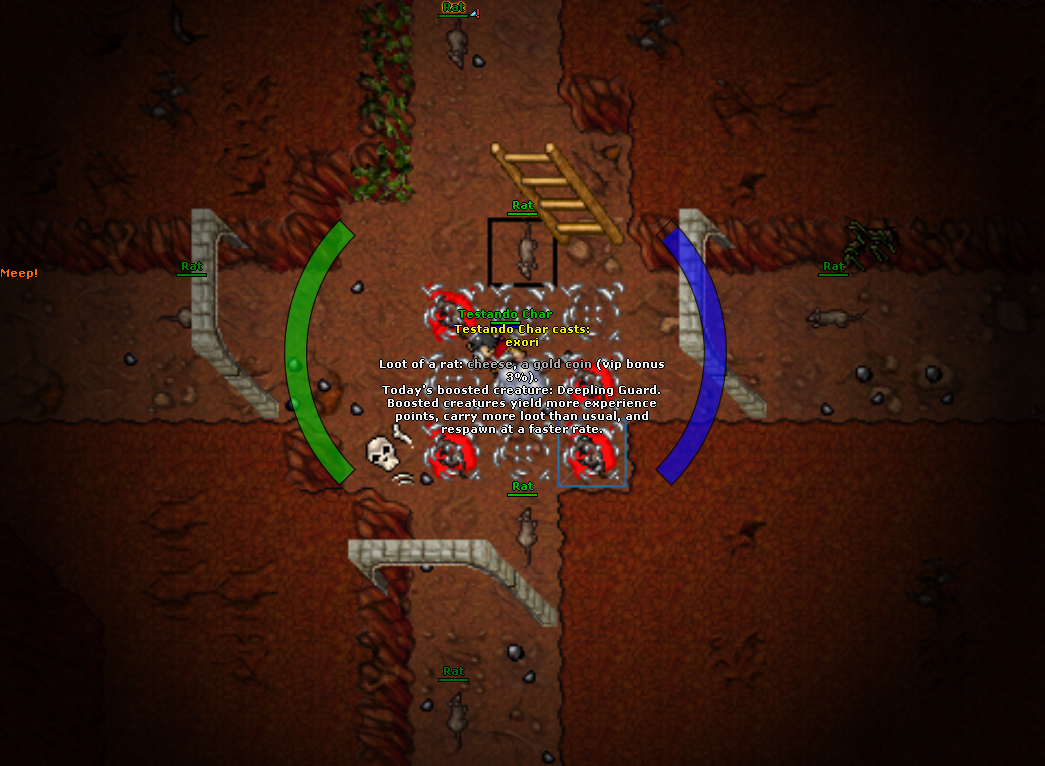 Rat
Rat
Rat
Rat
Meep!
Testando Char
Testando Char casts:
exori
Loot of a rat: cheese, a gold coin (vip bonus
3%).
Today's boosted creature: Deepling Guard.
Boosted creatures yield more experience
points, carry more loot than usual, and
respawn at a faster rate.
Rat
Rat